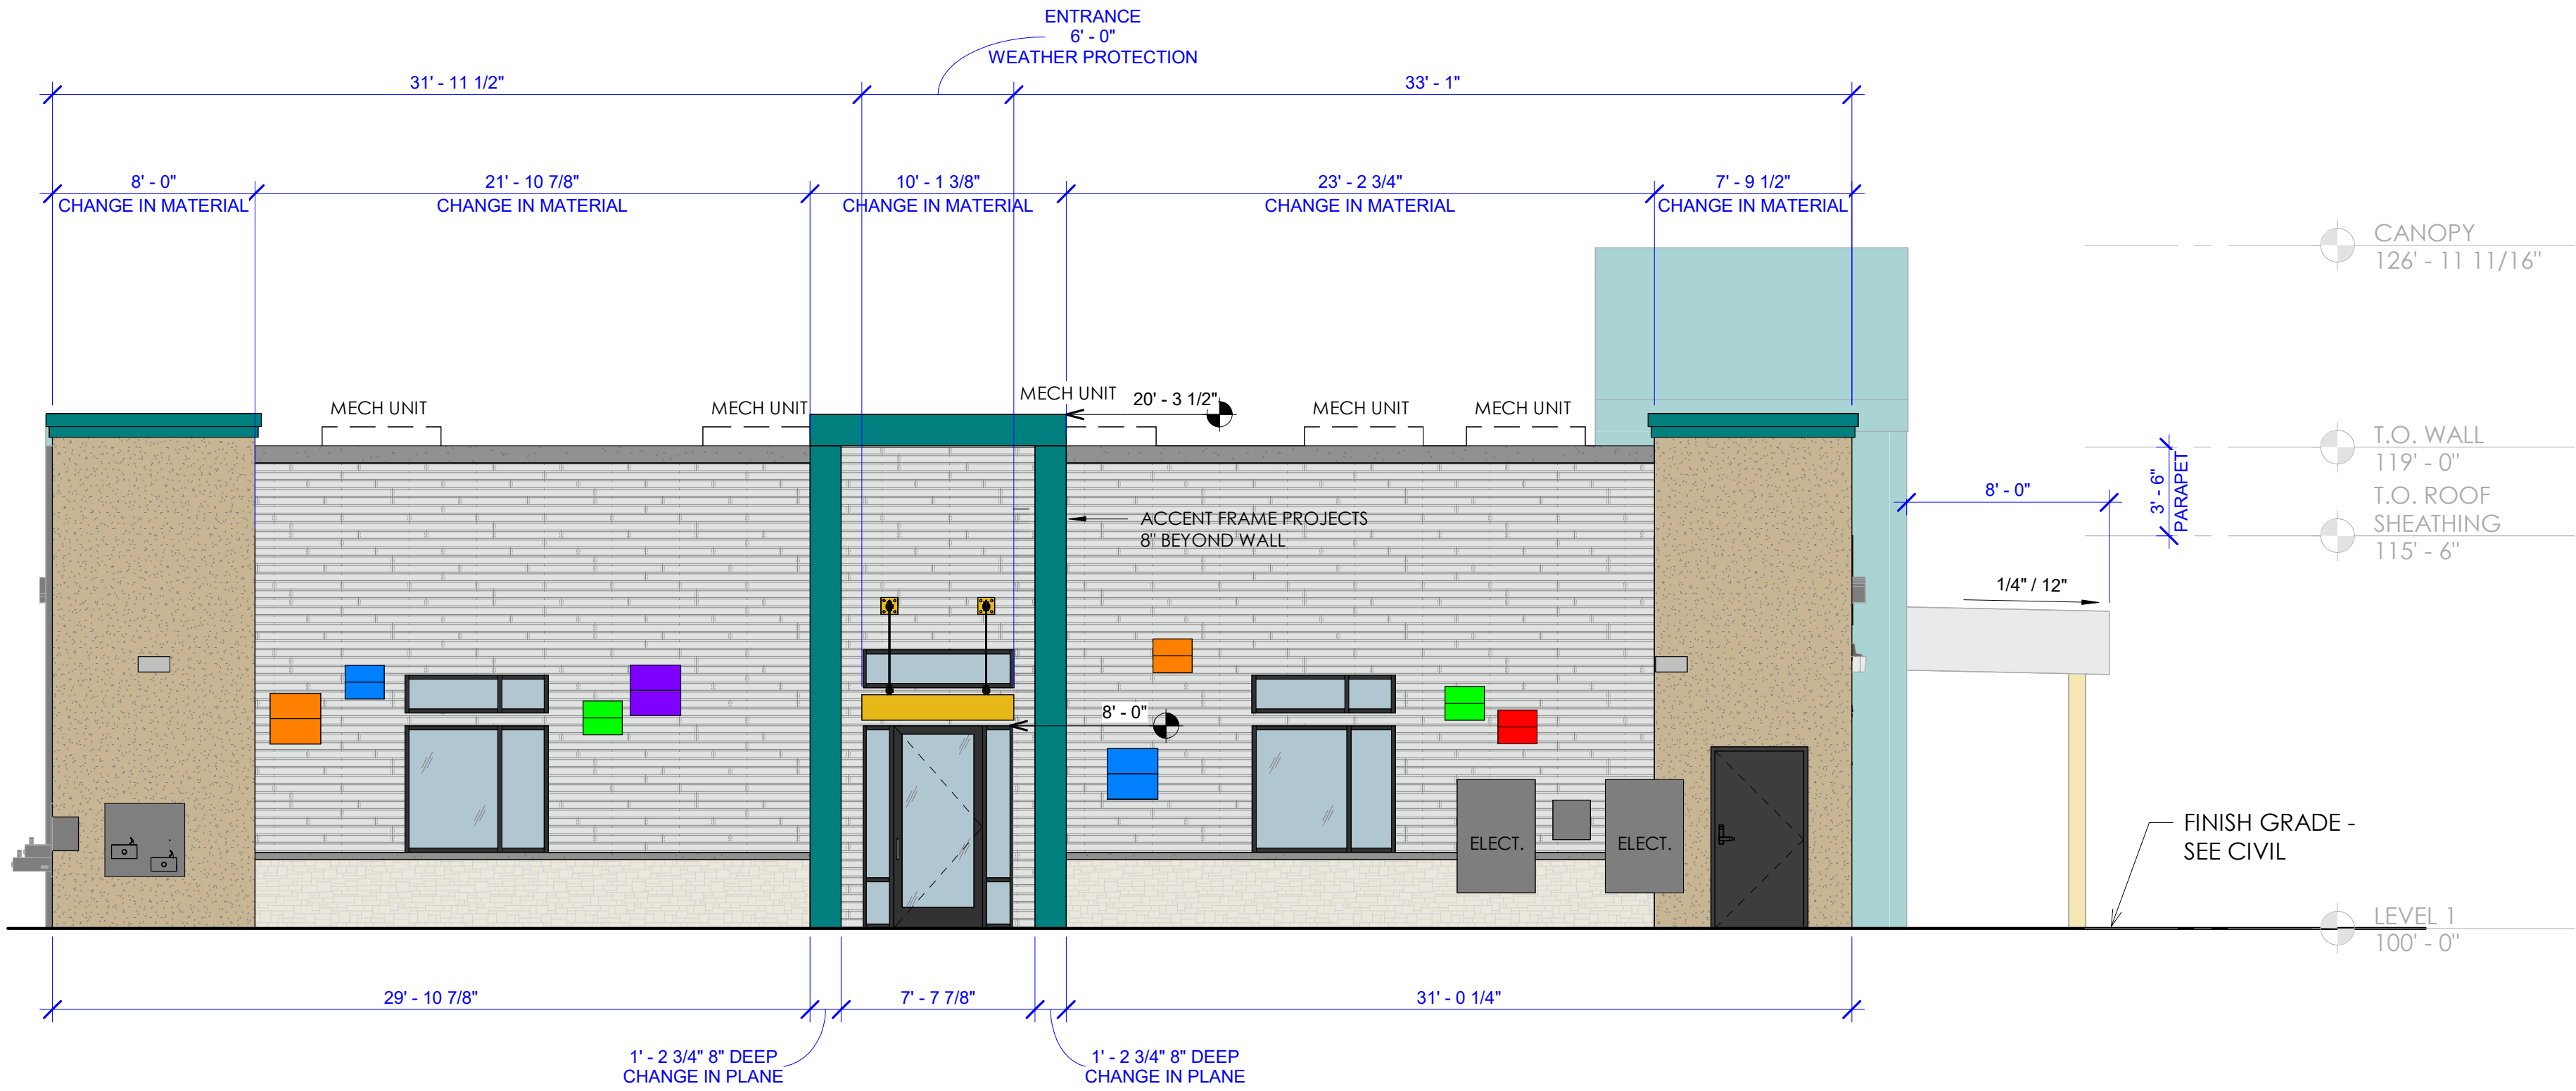 ENTRANCE
6' - 0"
WEATHER PROTECTION
31' - 11 1/2"
33' - 1"
8' - 0"
CHANGE IN MATERIAL
21' - 10 7/8"
CHANGE IN MATERIAL
10' - 1 3/8"
CHANGE IN MATERIAL
23' - 2 3/4"
CHANGE IN MATERIAL
7' - 9 1/2"
CHANGE IN MATERIAL
CANOPY
126' - 11 11/16"
MECH UNIT
MECH UNIT
MECH UNIT
20' - 3 1/2"
MECH UNIT
MECH UNIT
T.O. WALL
119' - 0"
3' - 6"
PARAPET
T.O. ROOF
SHEATHING
115' - 6"
8' - 0"
ACCENT FRAME PROJECTS
8" BEYOND WALL
1/4" / 12"
8' - 0"
ELECT.
ELECT.
FINISH GRADE -
SEE CIVIL
LEVEL 1
100' - 0"
29' - 10 7/8"
7' - 7 7/8"
31' - 0 1/4"
1' - 2 3/4" 8" DEEP
CHANGE IN PLANE
1' - 2 3/4" 8" DEEP
CHANGE IN PLANE